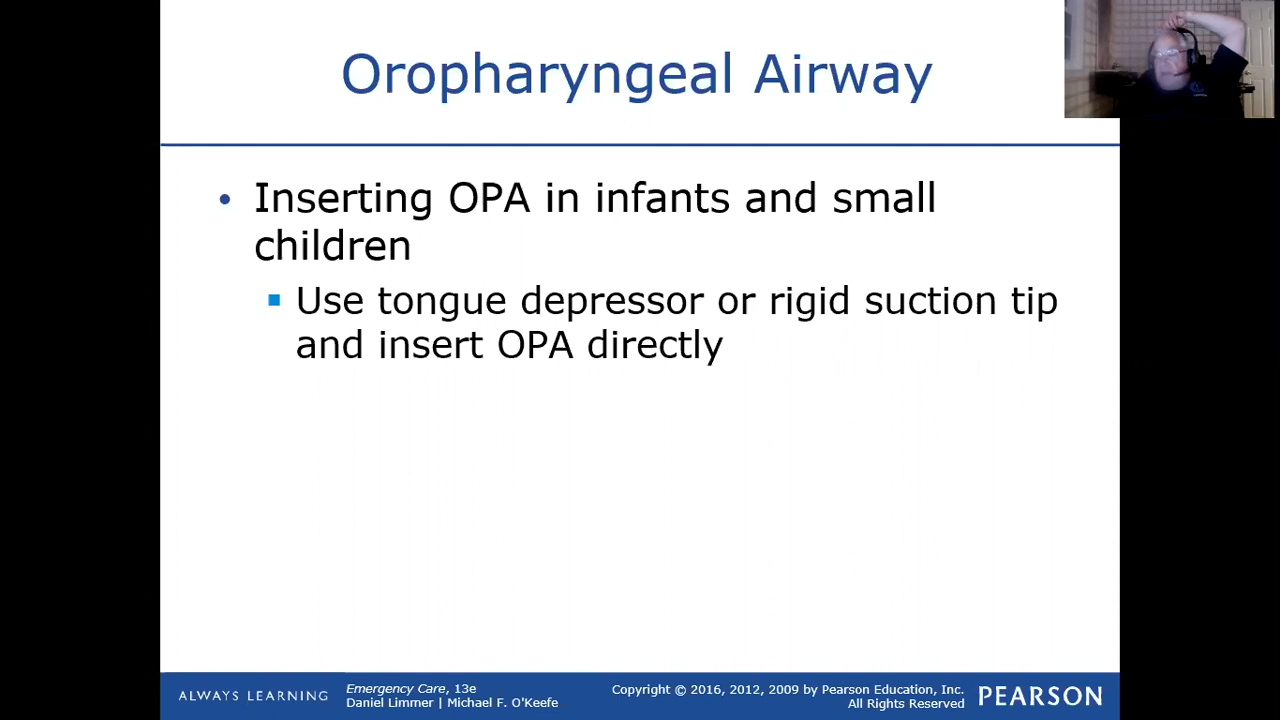 Oropharyngeal Airway
• Inserting OPA in infants and small
children
▪ Use tongue depressor or rigid suction tip
and insert OPA directly
ALWAYS LEARNING
Emergency Care, 13e
Daniel Limmer | Michael F. O'Keefe
Copyright © 2016, 2012, 2009 by Pearson Education, Inc.
All Rights Reserved
PEARSON